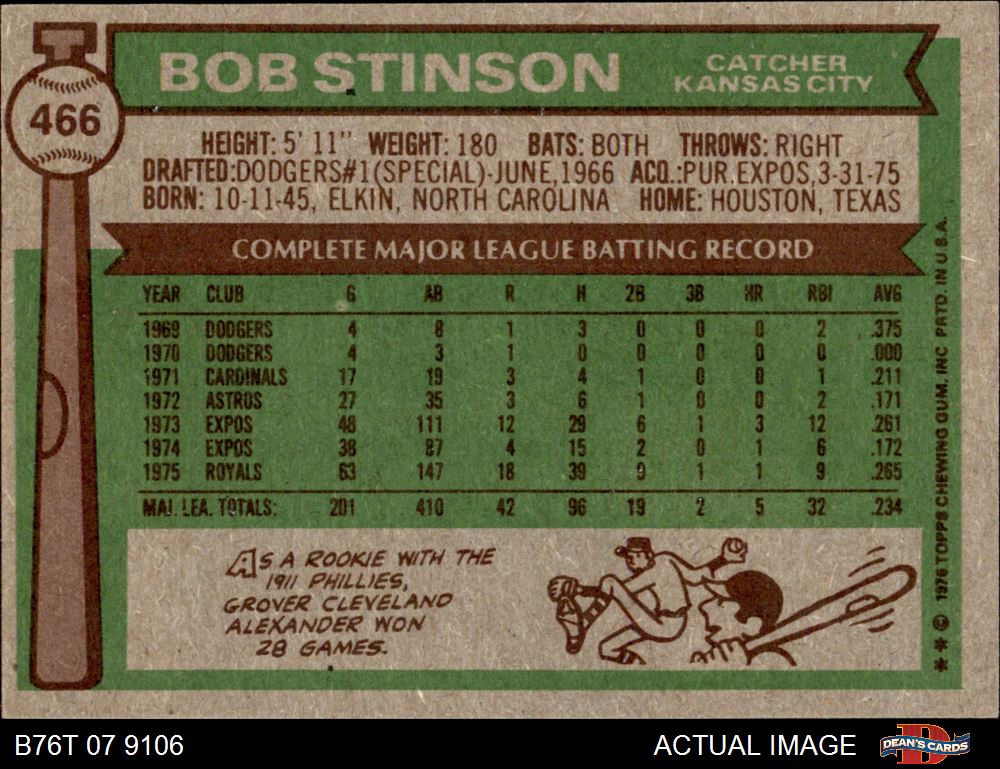 466
BOB STINSON
CATCHER
KANSAS CITY
HEIGHT: 5' 11" WEIGHT: 180 BATS: BOTH THROWS: RIGHT
DRAFTED: DODGERS #1 (SPECIAL)-JUNE, 1966 ACQ.: PUR. EXPOS, 3-31-75
BORN: 10-11-45, ELKIN, NORTH CAROLINA HOME: HOUSTON, TEXAS
COMPLETE MAJOR LEAGUE BATTING RECORD
YEAR CLUB G AB R H 2B 3B HR RBI AVG
1969 DODGERS 4 8 1 3 0 0 0 2 .375
1970 DODGERS 4 3 1 0 0 0 0 0 .000
1971 CARDINALS 17 19 3 4 1 0 0 1 .211
1972 ASTROS 27 35 3 6 1 0 0 2 .171
1973 EXPOS 48 111 12 29 6 1 3 12 .261
1974 EXPOS 38 87 4 15 2 0 1 6 .172
1975 ROYALS 63 147 18 39 9 1 1 9 .265
MAJ. LEA. TOTALS: 201 410 42 96 19 2 5 32 .234
AS A ROOKIE WITH THE
1911 PHILLIES,
GROVER CLEVELAND
ALEXANDER WON
28 GAMES.
** © 1976 TOPPS CHEWING GUM, INC PRTD. IN U.S.A.
B76T 07 9106
ACTUAL IMAGE
DEAN'S CARDS